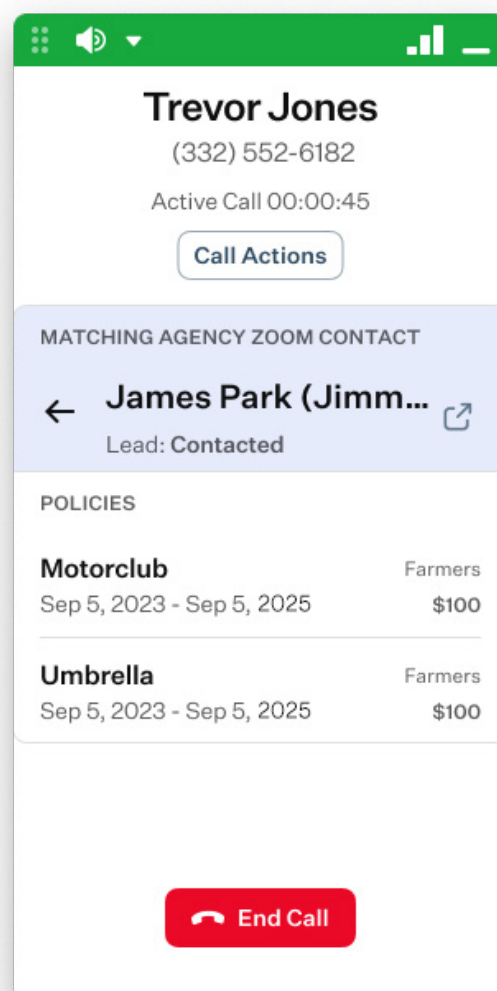 Trevor Jones
(332) 552-6182
Active Call 00:00:45
Call Actions
MATCHING AGENCY ZOOM CONTACT
James Park (Jimm...
Lead: Contacted
POLICIES
Motorclub Farmers
Sep 5, 2023 - Sep 5, 2025 $100
Umbrella Farmers
Sep 5, 2023 - Sep 5, 2025 $100
End Call